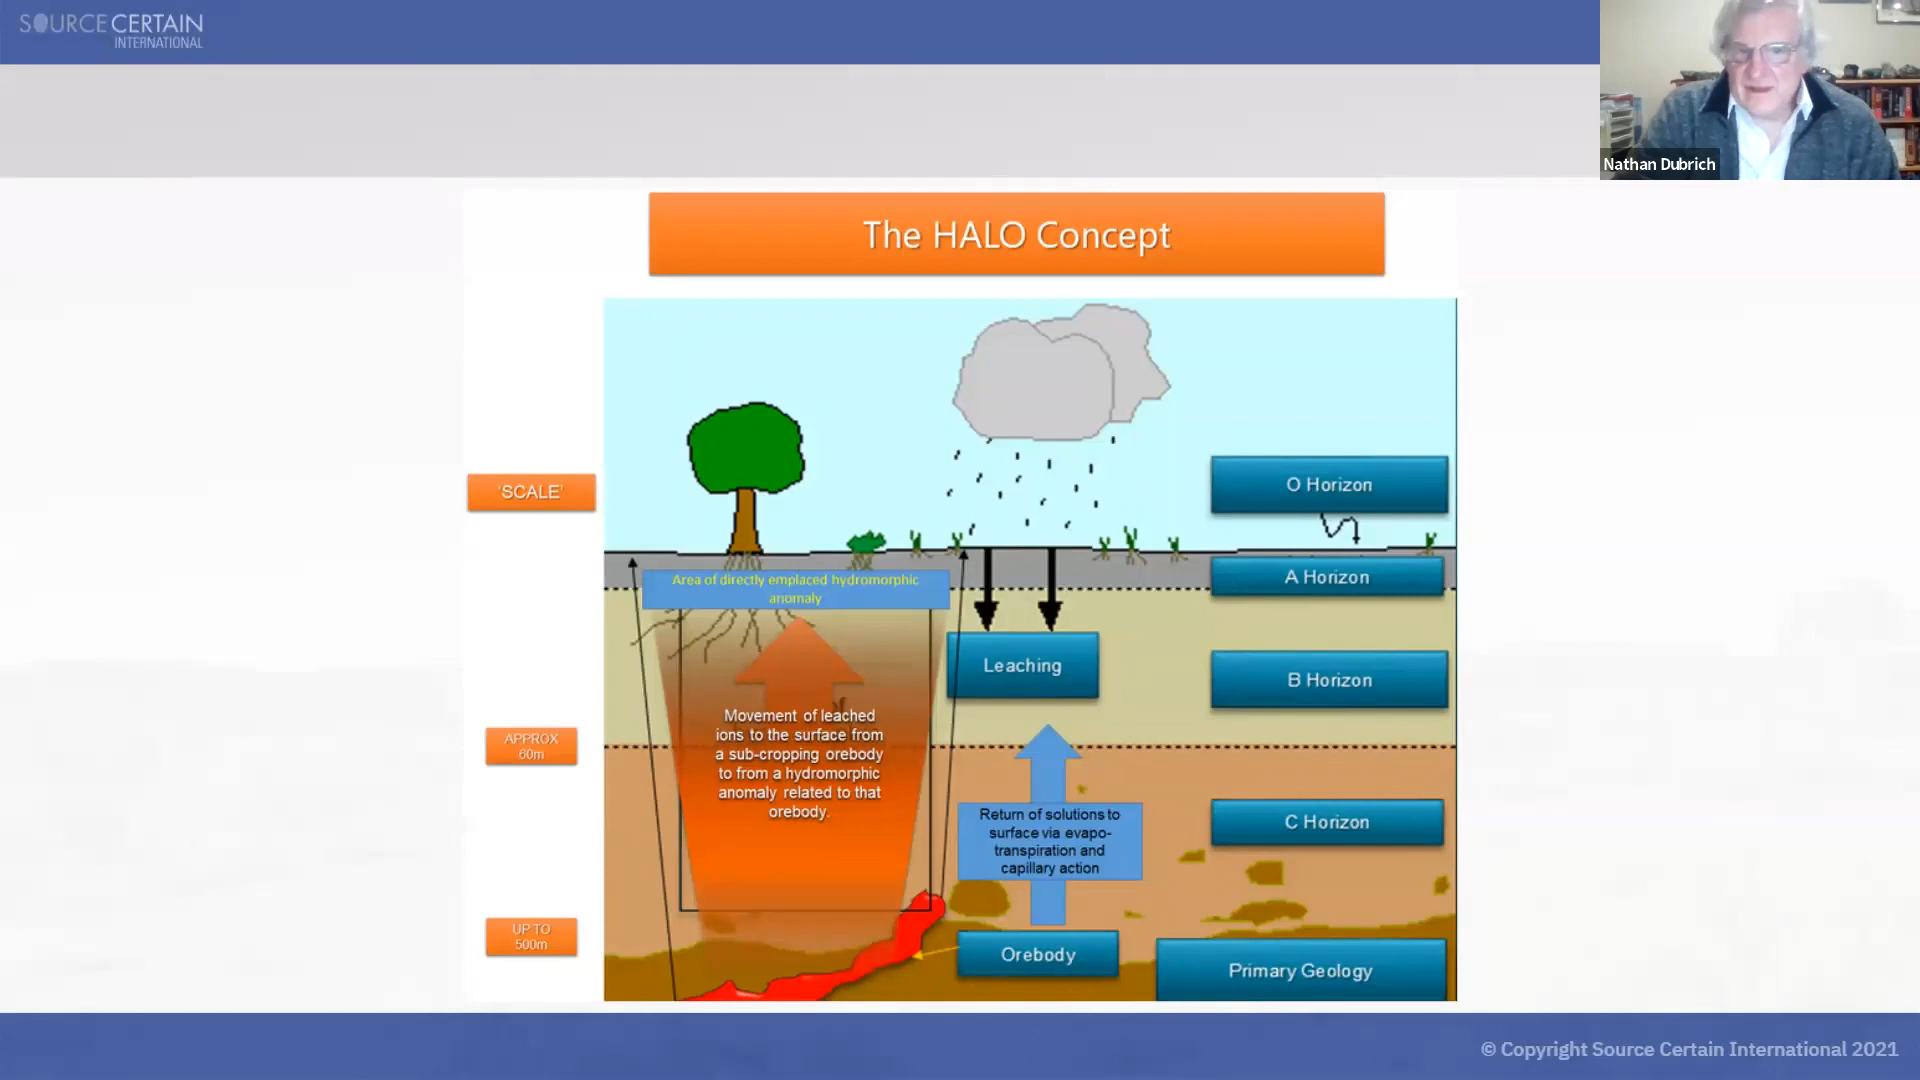 SOURCECERTAIN
INTERNATIONAL
Nathan Dubrich
The HALO Concept
'SCALE'
O Horizon
A Horizon
Area of directly emplaced hydromorphic
anomaly
Leaching
B Horizon
Movement of leached
ions to the surface from
a sub-cropping orebody
to from a hydromorphic
anomaly related to that
orebody.
APPROX
60m
Return of solutions to
surface via evapo-
transpiration and
capillary action
C Horizon
UP TO
500m
Orebody
Primary Geology
© Copyright Source Certain International 2021